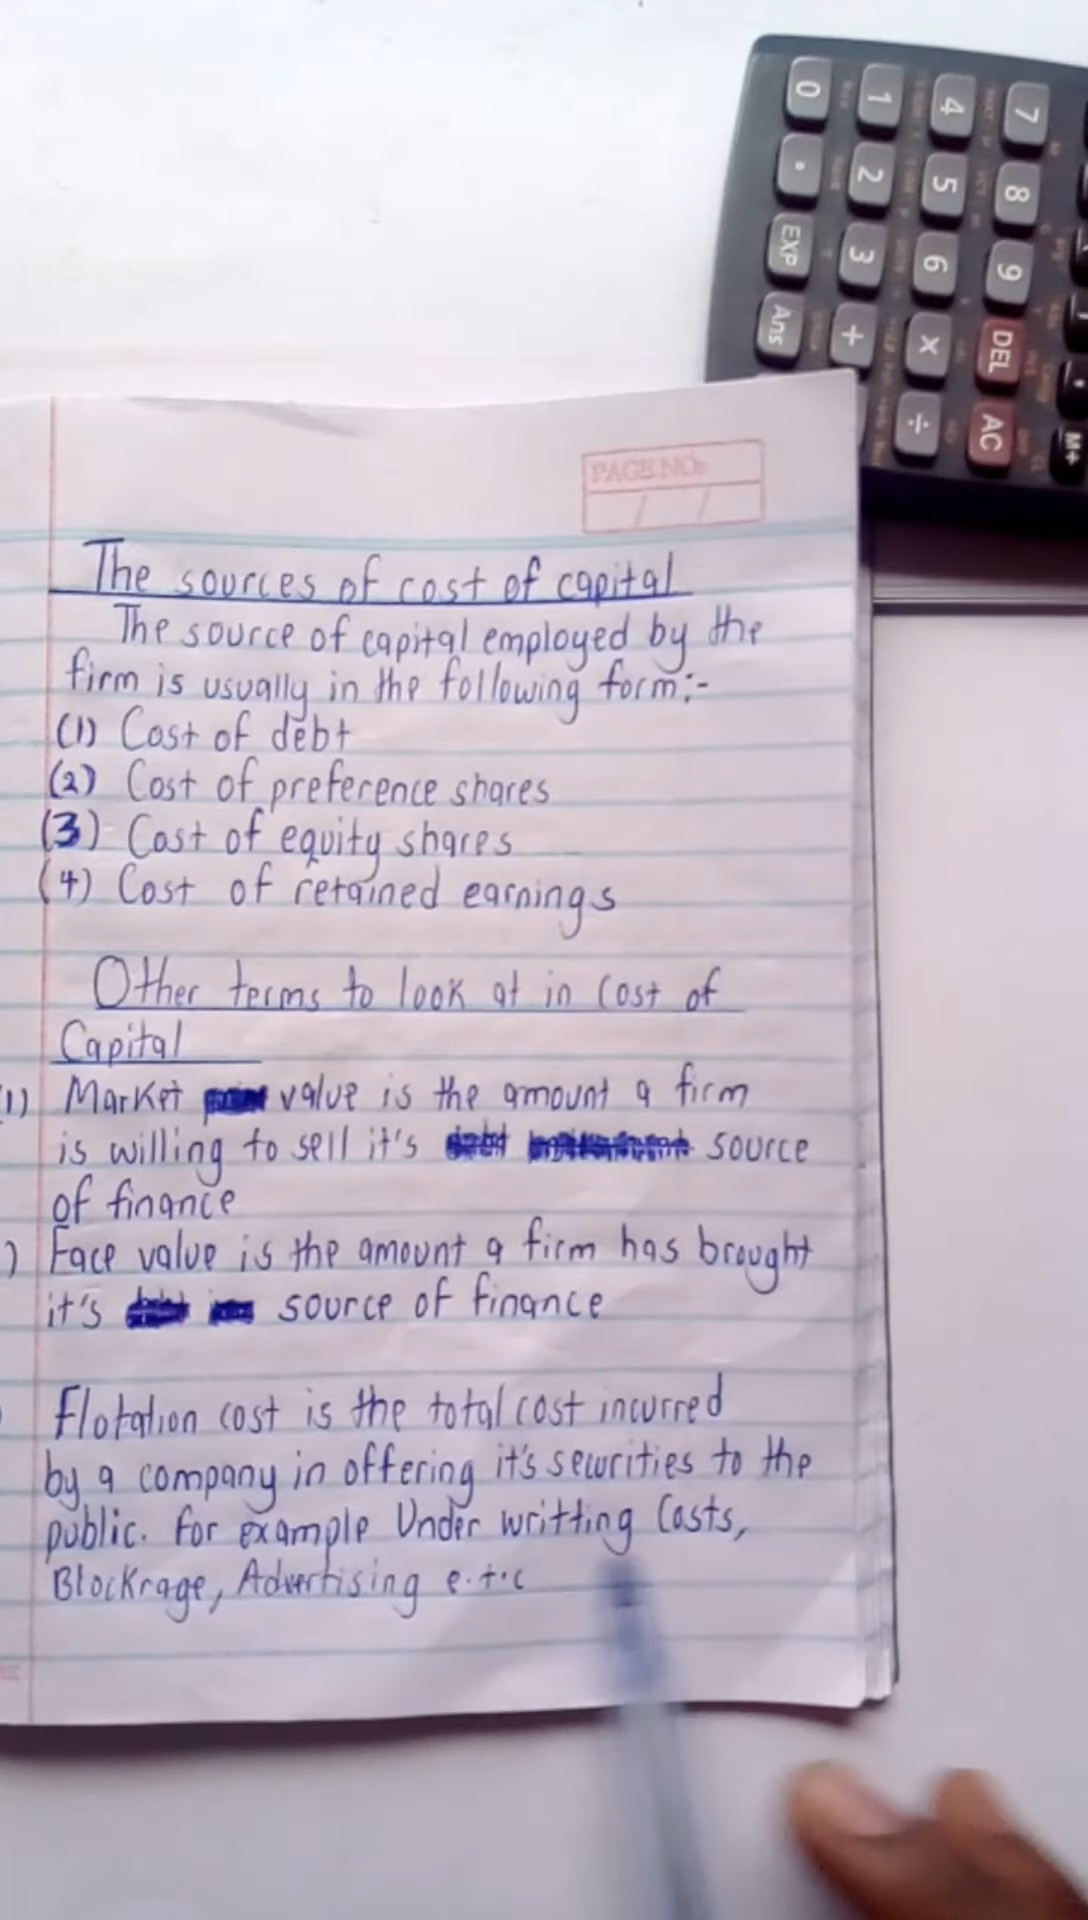 0 1 4 7
. 2 5 8
EXP 3 6 9
Ans + x DEL
÷ AC M+
PAGE NO.
/ /
The sources of cost of capital
The source of capital employed by the
firm is usually in the following form:-
(1) Cost of debt
(2) Cost of preference shares
(3) Cost of equity shares
(4) Cost of retained earnings
Other terms to look at in Cost of
Capital
1) Market value is the amount a firm
is willing to sell it's source
of finance
) Face value is the amount a firm has brought
it's source of finance
Flotation cost is the total cost incurred
by a company in offering it's securities to the
public. For example Under writting Costs,
Blockrage, Advertising e.t.c